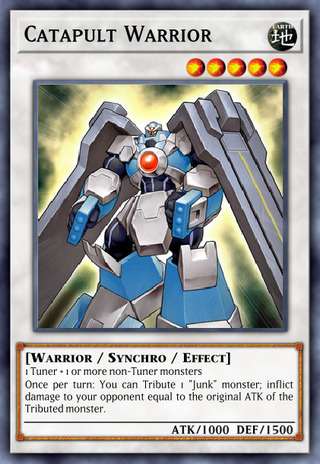 Catapult Warrior
EARTH
地
[Warrior / Synchro / Effect]
1 Tuner + 1 or more non-Tuner monsters
Once per turn: You can Tribute 1 "Junk" monster; inflict
damage to your opponent equal to the original ATK of the
Tributed monster.
ATK/1000 DEF/1500